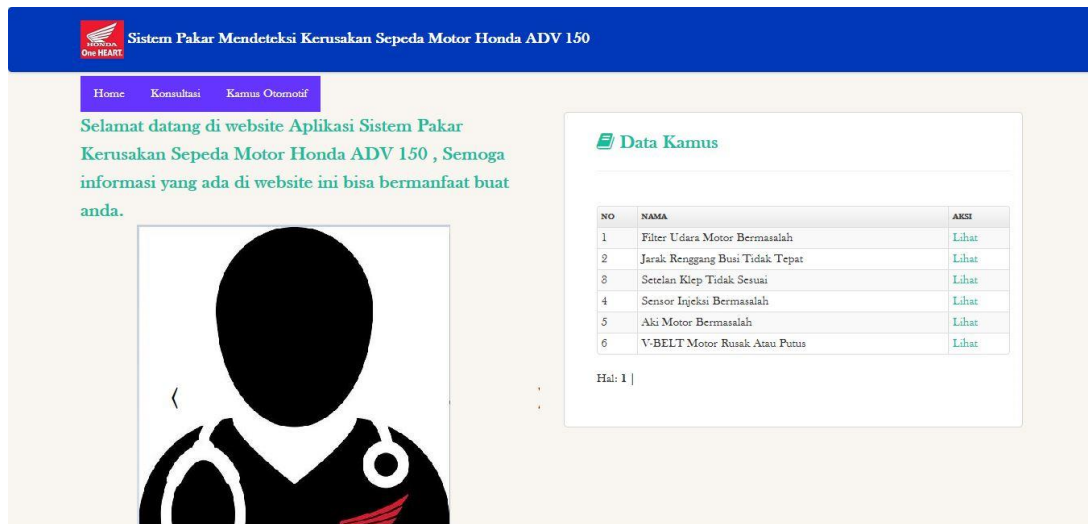 HONDA
One HEART.
Sistem Pakar Mendeteksi Kerusakan Sepeda Motor Honda ADV 150
Home Konsultasi Kamus Otomotif
Selamat datang di website Aplikasi Sistem Pakar
Kerusakan Sepeda Motor Honda ADV 150 , Semoga
informasi yang ada di website ini bisa bermanfaat buat
anda.
Data Kamus
NO NAMA AKSI
1 Filter Udara Motor Bermasalah Lihat
2 Jarak Renggang Busi Tidak Tepat Lihat
3 Setelan Klep Tidak Sesuai Lihat
4 Sensor Injeksi Bermasalah Lihat
5 Aki Motor Bermasalah Lihat
6 V-BELT Motor Rusak Atau Putus Lihat
Hal: 1 |